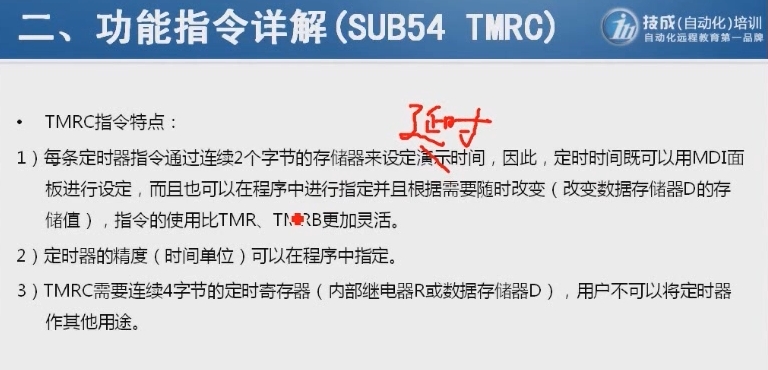 二、功能指令详解(SUB54 TMRC)
技成(自动化)培训
自动化远程教育第一品牌
• TMRC指令特点：
延时
1）每条定时器指令通过连续2个字节的存储器来设定演示时间，因此，定时时间既可以用MDI面
板进行设定，而且也可以在程序中进行指定并且根据需要随时改变（改变数据存储器D的存
储值），指令的使用比TMR、TMRB更加灵活。
2）定时器的精度（时间单位）可以在程序中指定。
3）TMRC需要连续4字节的定时寄存器（内部继电器R或数据存储器D），用户不可以将定时器
作其他用途。